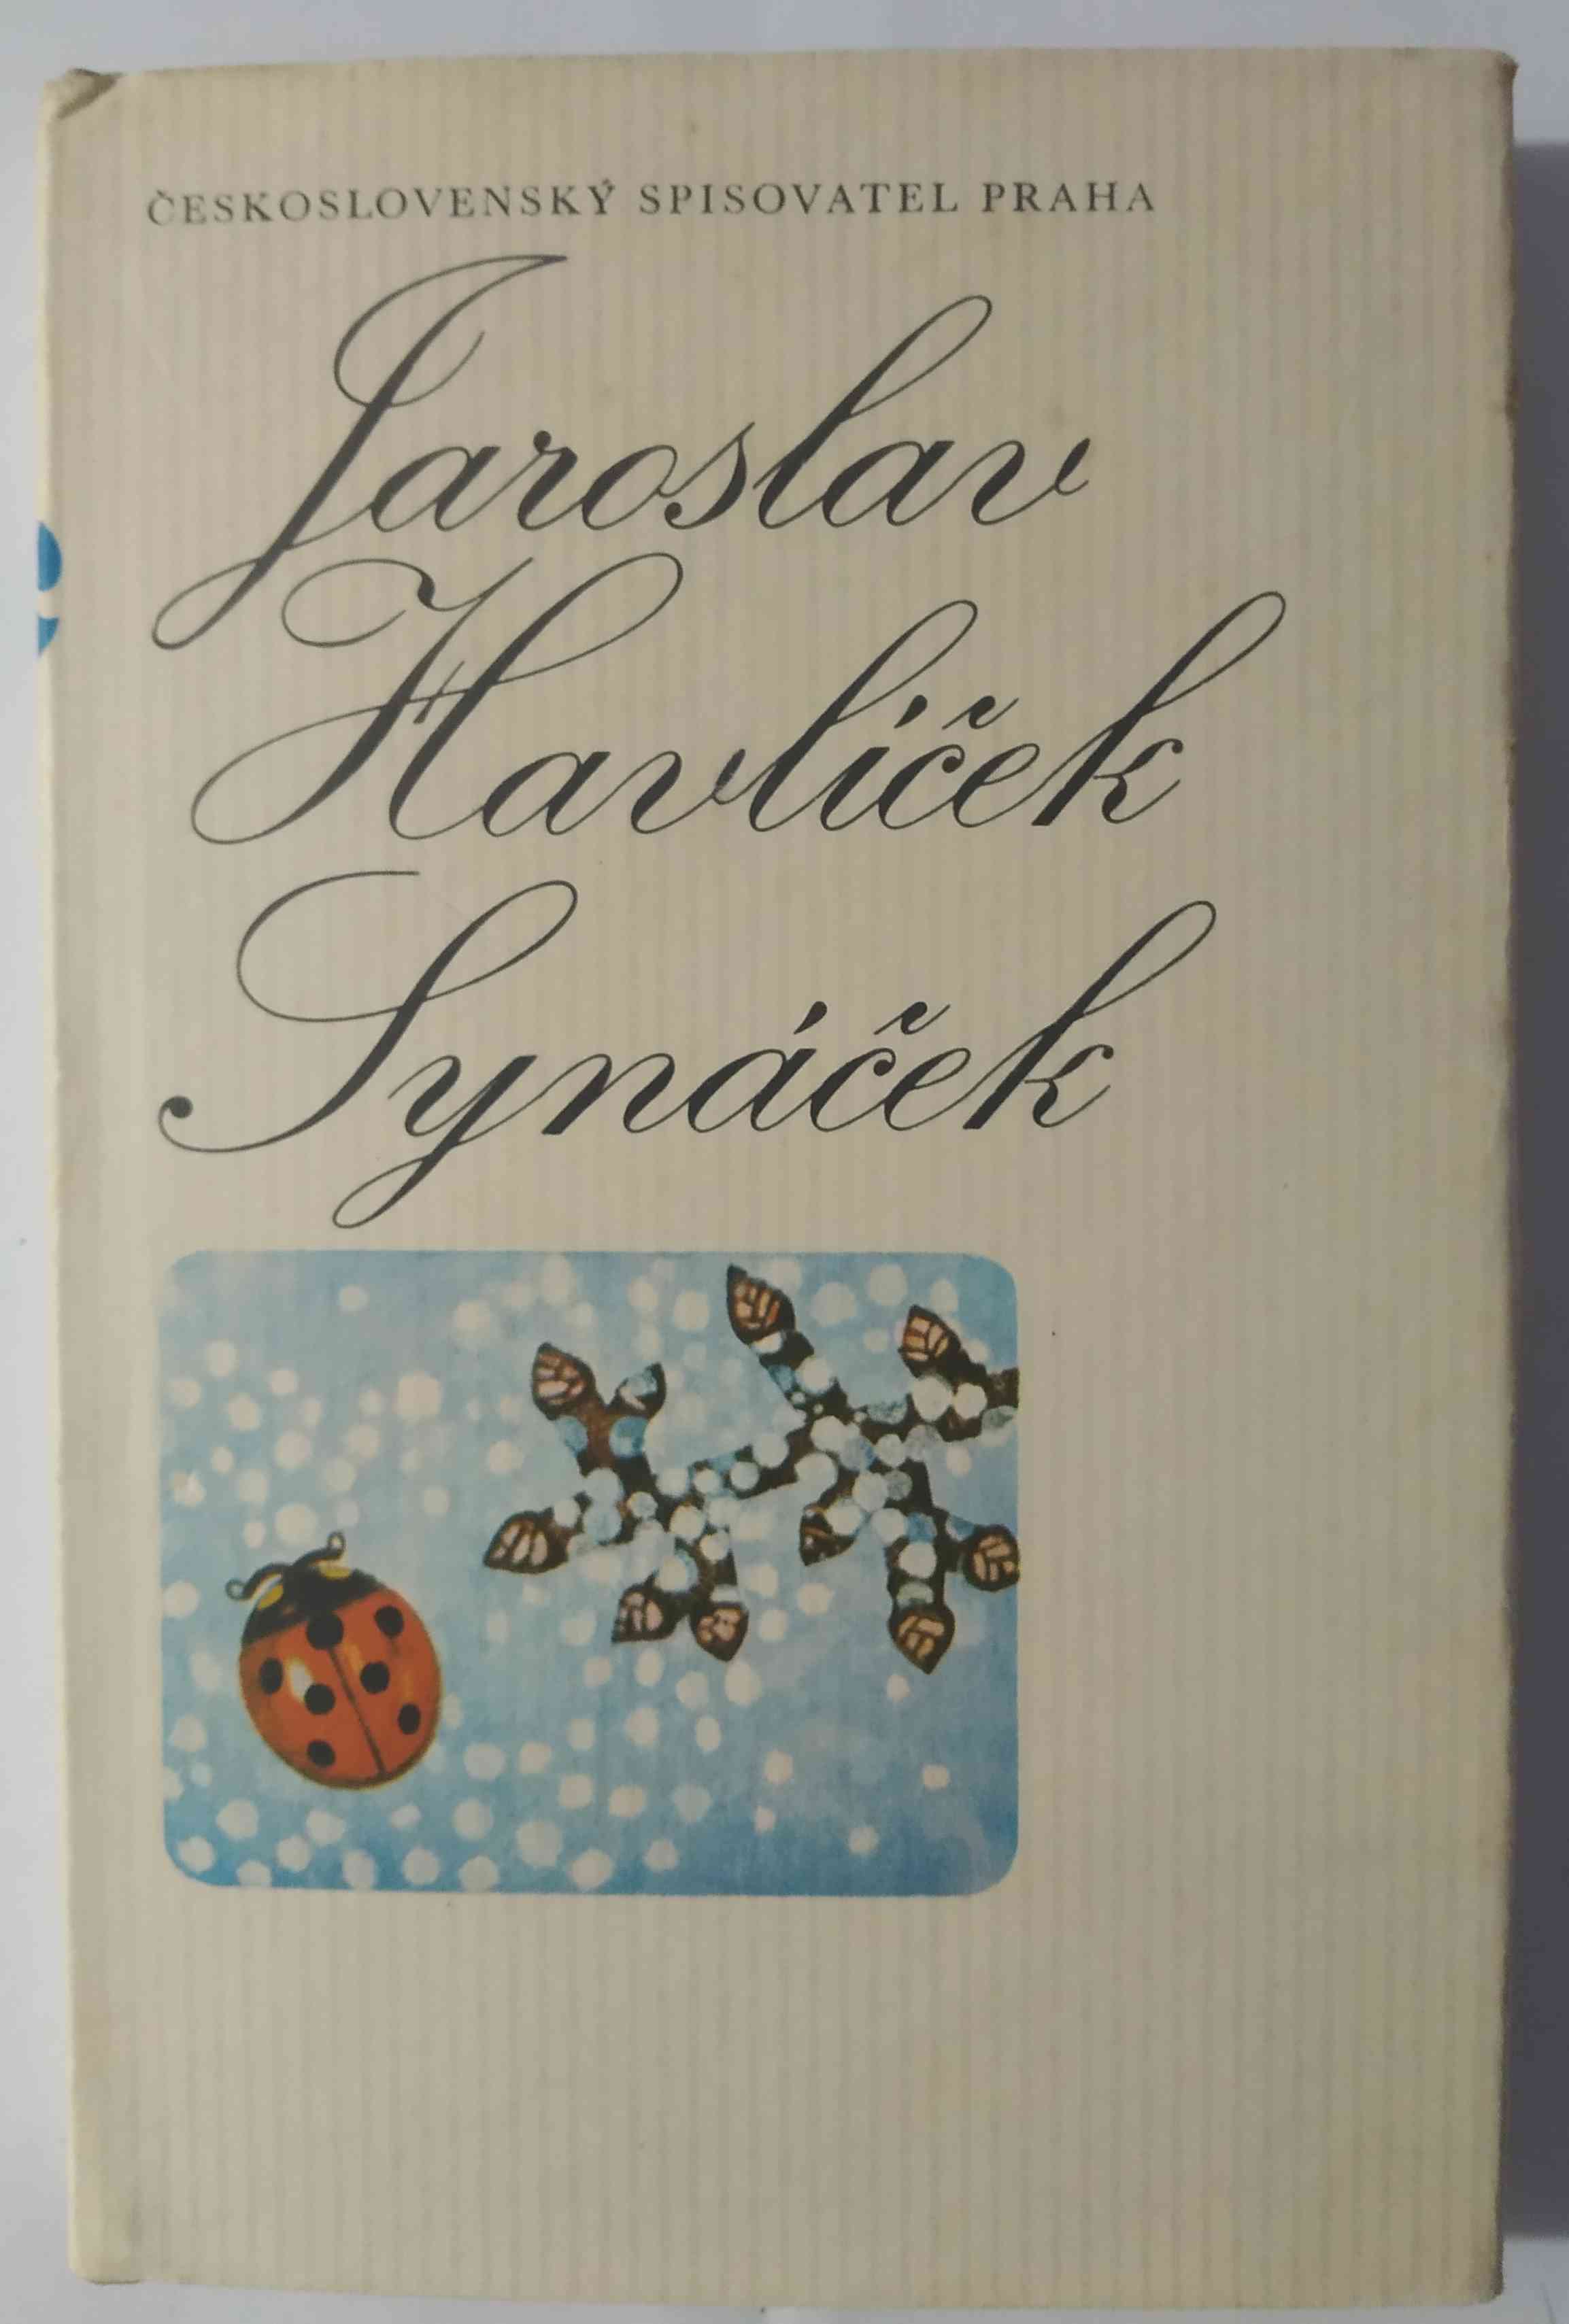 ČESKOSLOVENSKÝ SPISOVATEL PRAHA
Jaroslav
Havlíček
Synáček